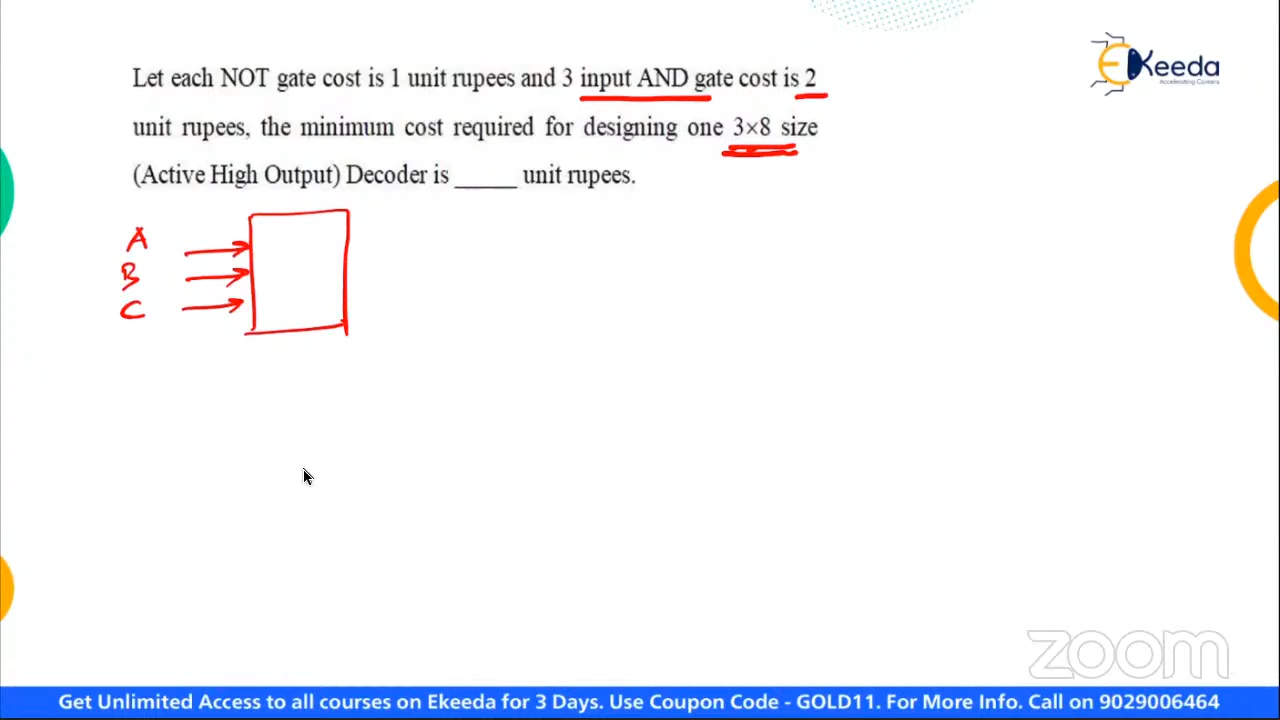 EKeeda
Accelerating Careers
Let each NOT gate cost is 1 unit rupees and 3 input AND gate cost is 2
unit rupees, the minimum cost required for designing one 3×8 size
(Active High Output) Decoder is _____ unit rupees.
A
B
C
zoom
Get Unlimited Access to all courses on Ekeeda for 3 Days. Use Coupon Code - GOLD11. For More Info. Call on 9029006464